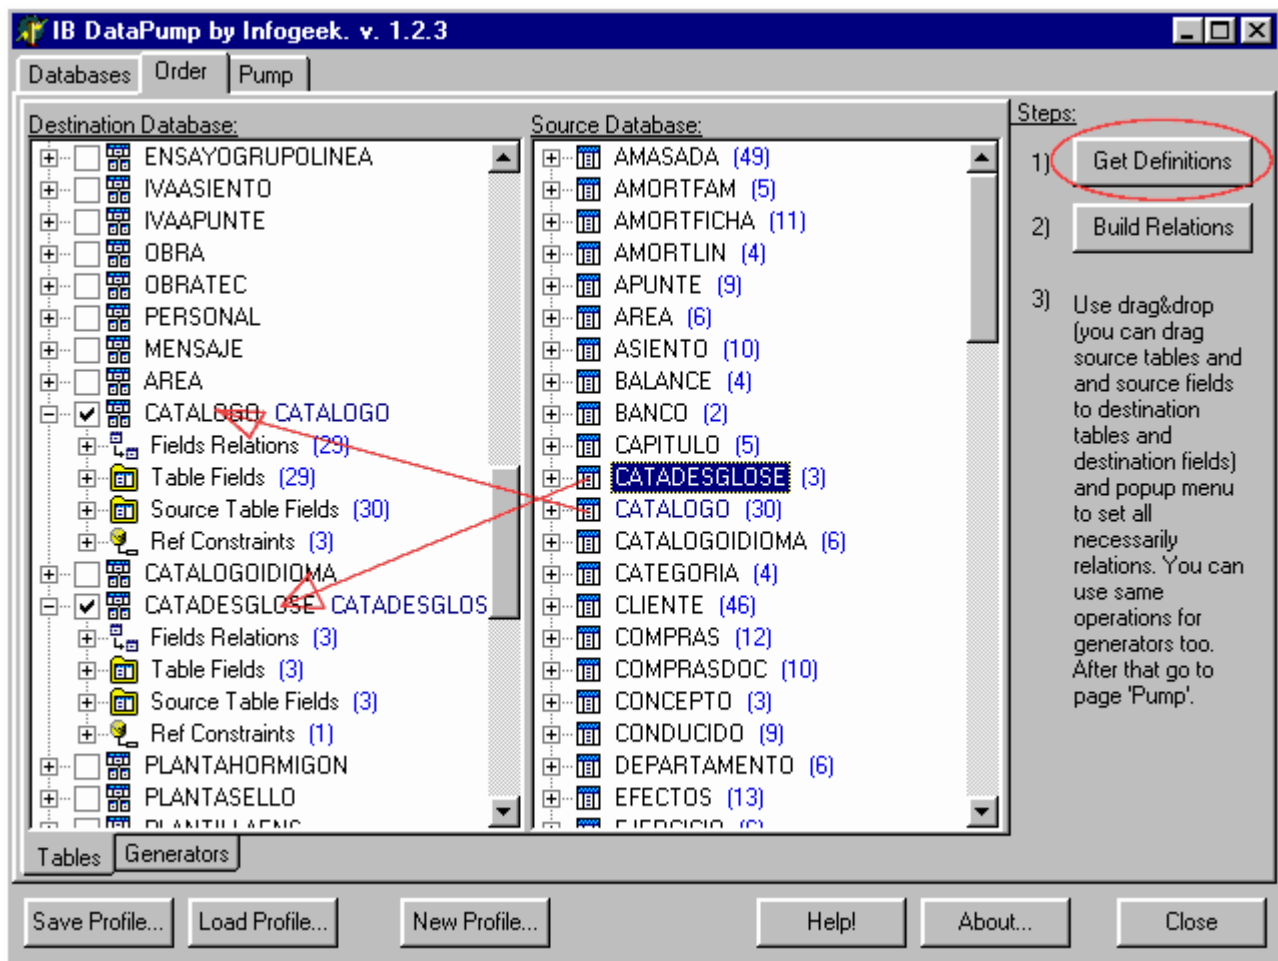 IB DataPump by Infogeek. v. 1.2.3
Databases
Order
Pump
Destination Database:
ENSAYOGRUPOLINEA
IVAASIENTO
IVAAPUNTE
OBRA
OBRATEC
PERSONAL
MENSAJE
AREA
CATALOGO CATALOGO
Fields Relations (29)
Table Fields (29)
Source Table Fields (30)
Ref Constraints (3)
CATALOGOIDIOMA
CATADESGLOSE CATADESGLOS
Fields Relations (3)
Table Fields (3)
Source Table Fields (3)
Ref Constraints (1)
PLANTAHORMIGON
PLANTASELLO
Source Database:
AMASADA (49)
AMORTFAM (5)
AMORTFICHA (11)
AMORTLIN (4)
APUNTE (9)
AREA (6)
ASIENTO (10)
BALANCE (4)
BANCO (2)
CAPITULO (5)
CATADESGLOSE (3)
CATALOGO (30)
CATALOGOIDIOMA (6)
CATEGORIA (4)
CLIENTE (46)
COMPRAS (12)
COMPRASDOC (10)
CONCEPTO (3)
CONDUCIDO (9)
DEPARTAMENTO (6)
EFECTOS (13)
Steps:
1) Get Definitions
2) Build Relations
3) Use drag&drop
(you can drag
source tables and
and source fields
to destination
tables and
destination fields)
and popup menu
to set all
necessarily
relations. You can
use same
operations for
generators too.
After that go to
page 'Pump'.
Tables
Generators
Save Profile...
Load Profile...
New Profile...
Help!
About...
Close